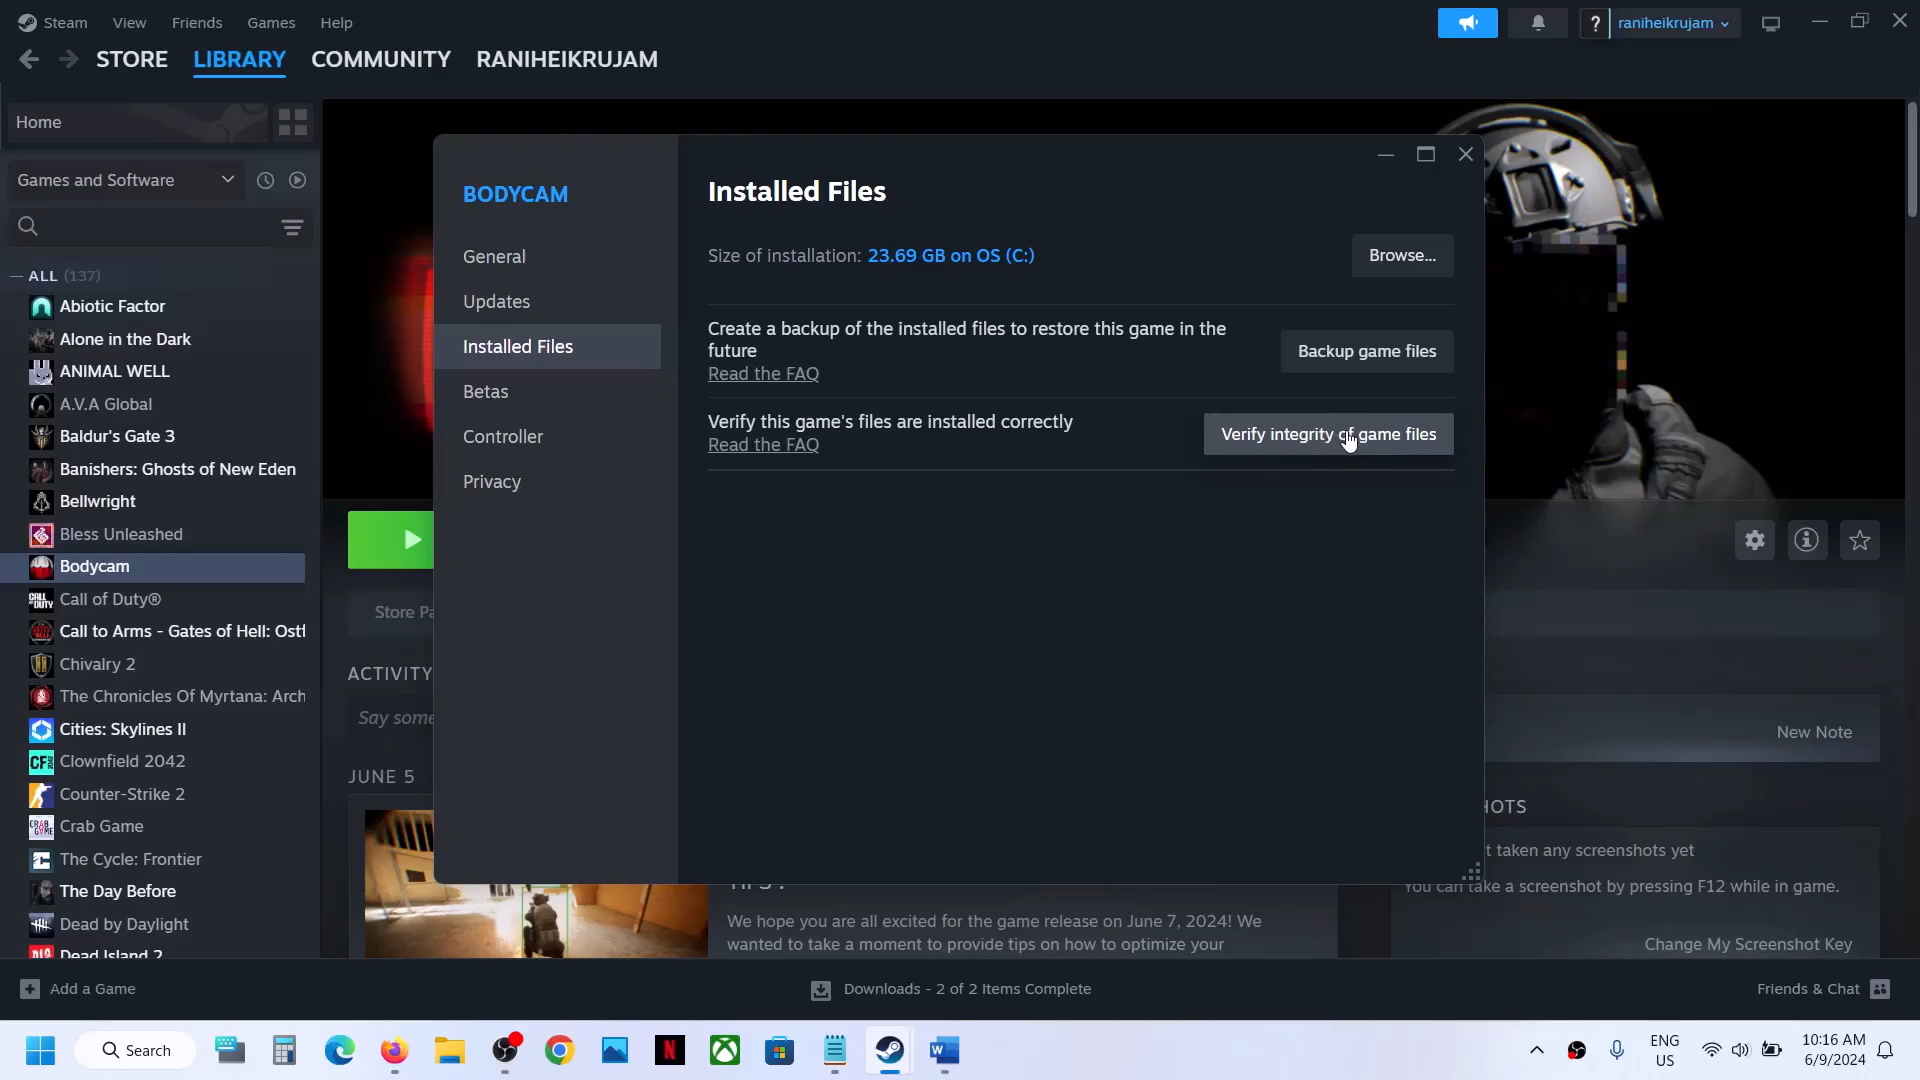 Steam View Friends Games Help
raniheikrujam
STORE LIBRARY COMMUNITY RANIHEIKRUJAM
Home
Games and Software
ALL (137)
Abiotic Factor
Alone in the Dark
ANIMAL WELL
A.V.A Global
Baldur's Gate 3
Banishers: Ghosts of New Eden
Bellwright
Bless Unleashed
Bodycam
Call of Duty®
Call to Arms - Gates of Hell: Ostf
Chivalry 2
The Chronicles Of Myrtana: Arch
Cities: Skylines II
Clownfield 2042
Counter-Strike 2
Crab Game
The Cycle: Frontier
The Day Before
Dead by Daylight
Dead Island 2
BODYCAM
General
Updates
Installed Files
Betas
Controller
Privacy
Installed Files
Size of installation: 23.69 GB on OS (C:)
Browse...
Create a backup of the installed files to restore this game in the
future
Read the FAQ
Backup game files
Verify this game's files are installed correctly
Read the FAQ
Verify integrity of game files
Store Pa
ACTIVITY
Say some
JUNE 5
We hope you are all excited for the game release on June 7, 2024! We
wanted to take a moment to provide tips on how to optimize your
New Note
HOTS
t taken any screenshots yet
You can take a screenshot by pressing F12 while in game.
Change My Screenshot Key
Add a Game
Downloads - 2 of 2 Items Complete
Friends & Chat
Search
ENG
US
10:16 AM
6/9/2024